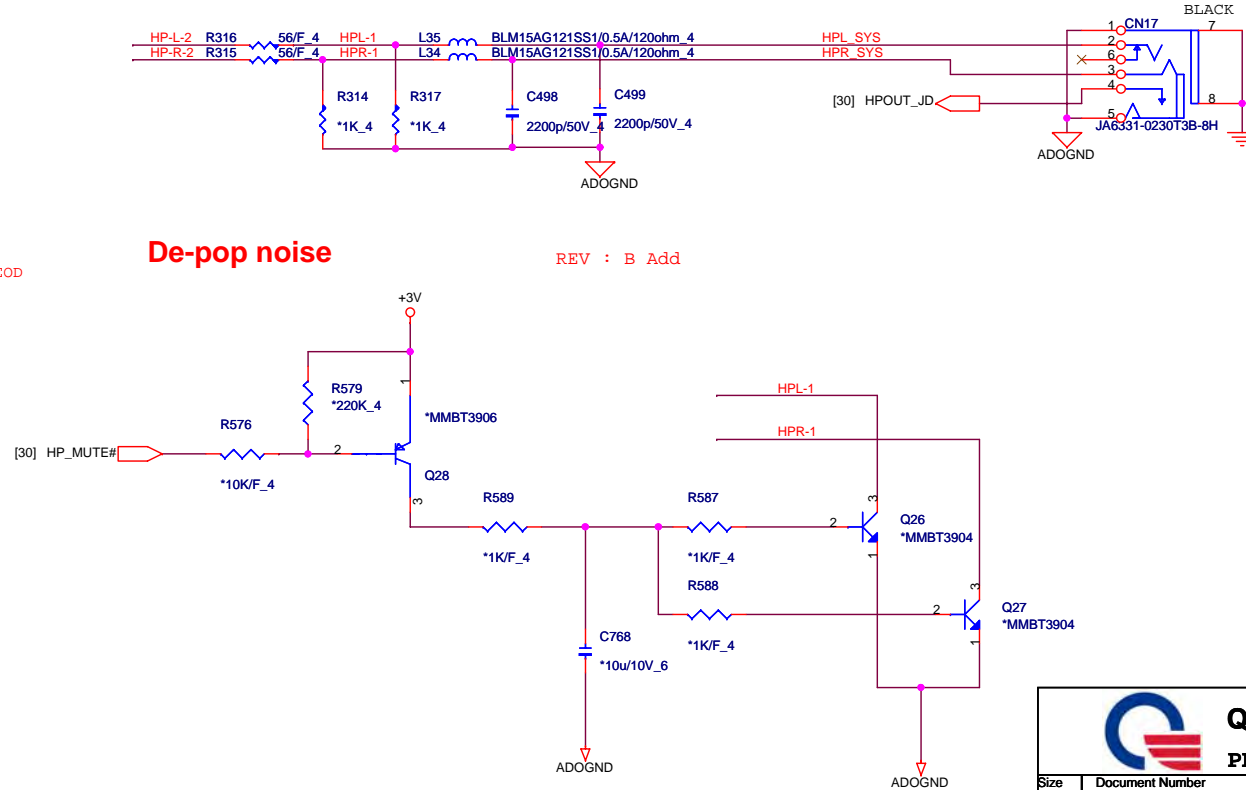 BLACK
HP-L-2 R316 56/F_4 HPL-1 L35 BLM15AG121SS1/0.5A/120ohm_4 HPL_SYS 1 CN17 7
HP-R-2 R315 56/F_4 HPR-1 L34 BLM15AG121SS1/0.5A/120ohm_4 HPR_SYS 2
6
3
4
R314 R317 C498 C499 [30] HPOUT_JD 8
*1K_4 *1K_4 2200p/50V_4 2200p/50V_4 5 JA6331-0230T3B-8H
ADOGND
ADOGND
De-pop noise REV : B Add
+3V
R579 1
*220K_4
*MMBT3906
HPL-1
R576
HPR-1
[30] HP_MUTE# 2
*10K/F_4 Q28
3
R589 R587 3
2 Q26
*MMBT3904
*1K/F_4 *1K/F_4 1
R588 3
2 Q27
*MMBT3904
C768 *1K/F_4 1
*10u/10V_6
ADOGND
ADOGND
Size Document Number